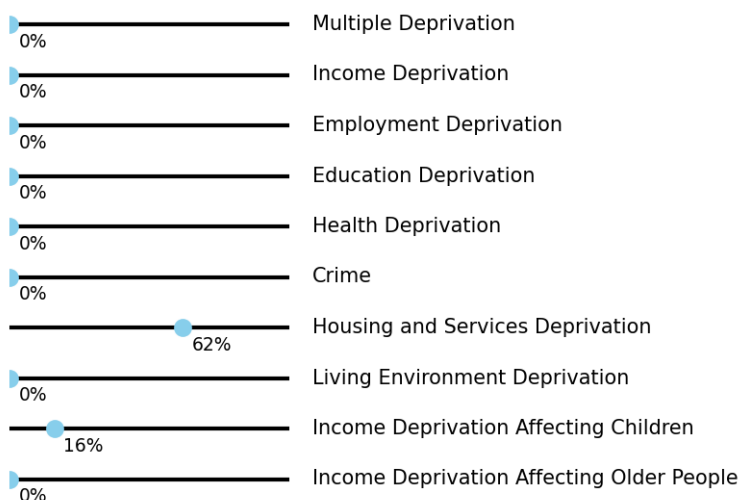 Multiple Deprivation
0%
Income Deprivation
0%
Employment Deprivation
0%
Education Deprivation
0%
Health Deprivation
0%
Crime
0%
Housing and Services Deprivation
62%
Living Environment Deprivation
0%
Income Deprivation Affecting Children
16%
Income Deprivation Affecting Older People
0%